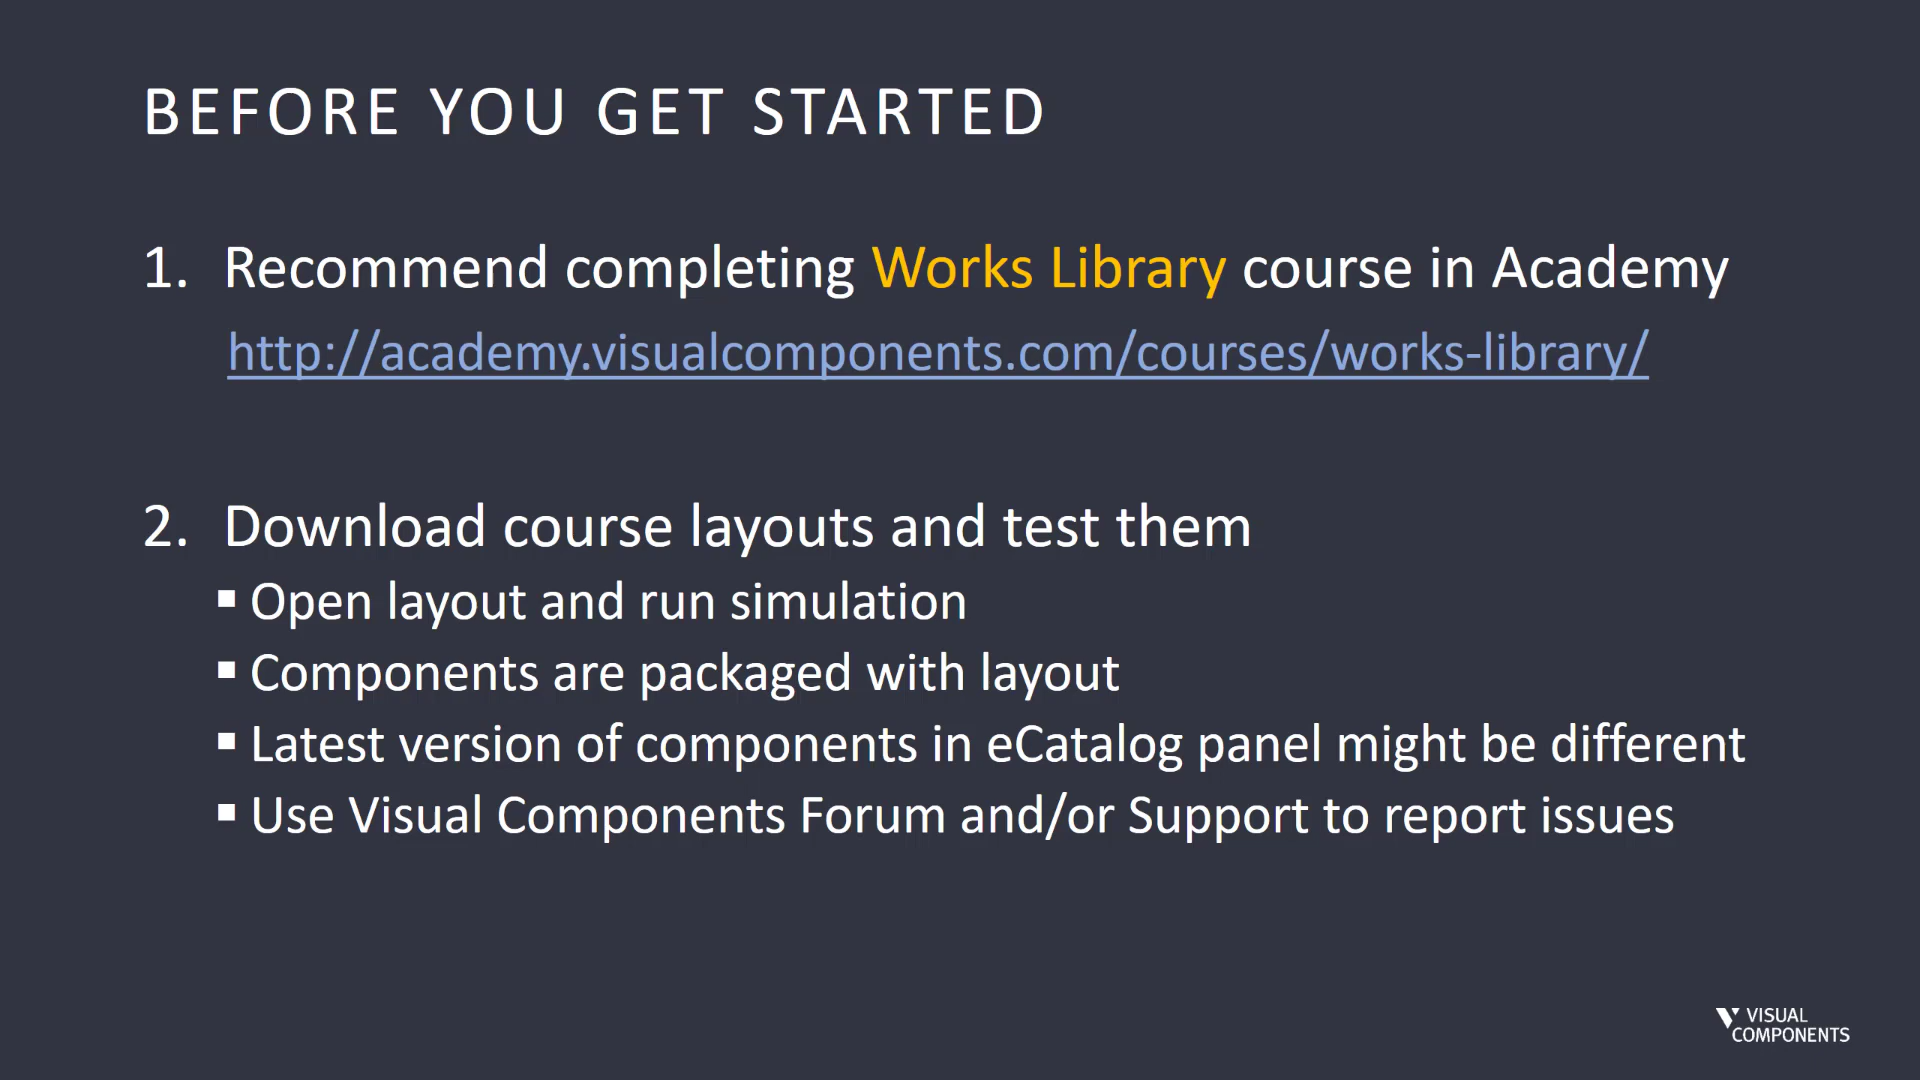 BEFORE YOU GET STARTED
1. Recommend completing Works Library course in Academy
http://academy.visualcomponents.com/courses/works-library/
2. Download course layouts and test them
▪ Open layout and run simulation
▪ Components are packaged with layout
▪ Latest version of components in eCatalog panel might be different
▪ Use Visual Components Forum and/or Support to report issues
VISUAL
COMPONENTS